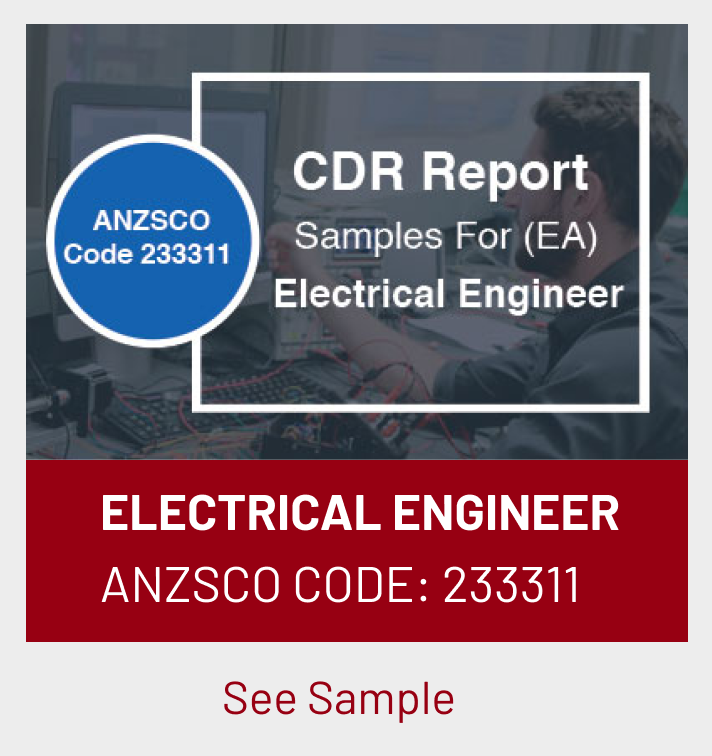 ANZSCO
Code 233311
CDR Report
Samples For (EA)
Electrical Engineer
ELECTRICAL ENGINEER
ANZSCO CODE: 233311
See Sample